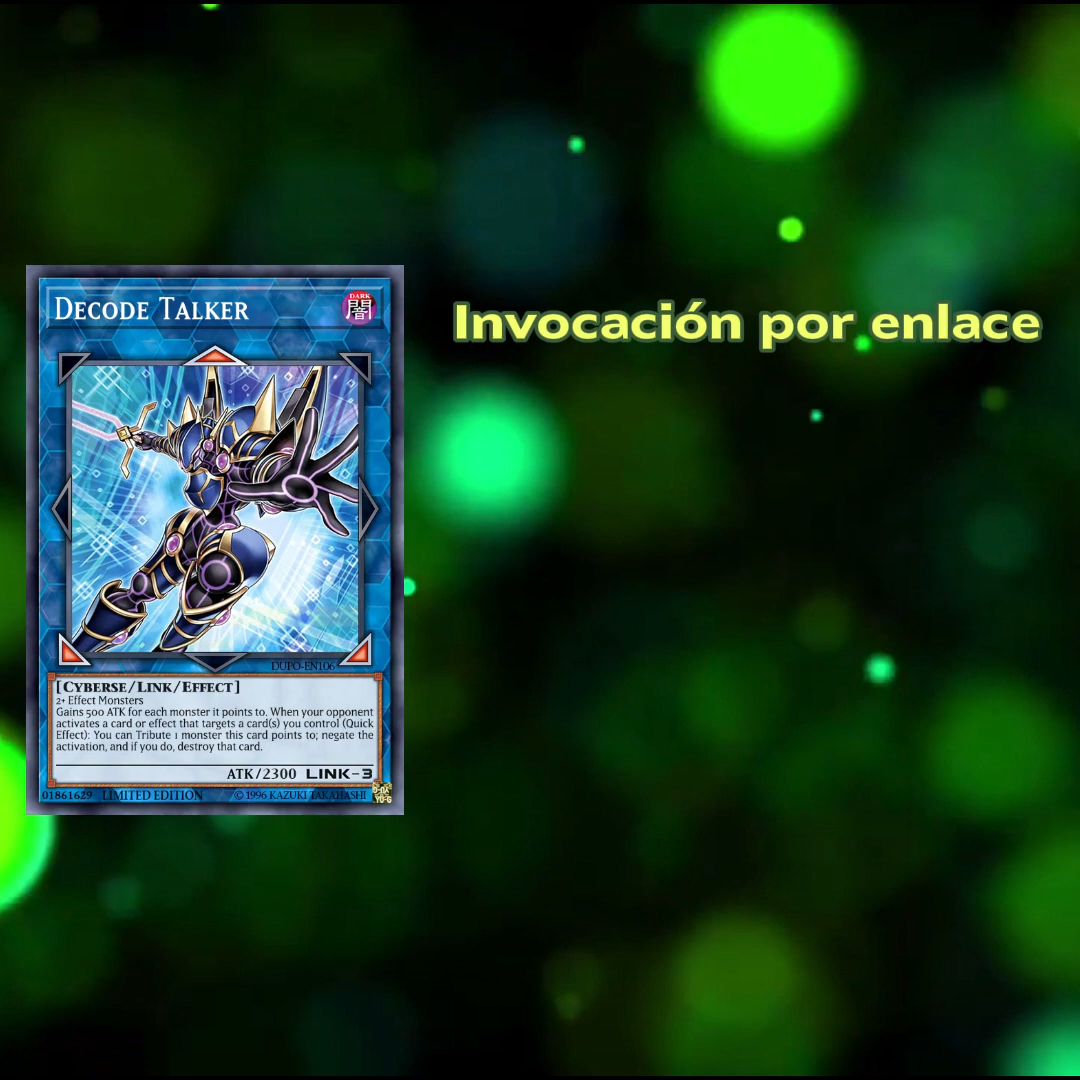 Decode Talker
DARK
闇
Invocación por enlace
DUPO-EN106
[Cyberse/Link/Effect]
2+ Effect Monsters
Gains 500 ATK for each monster it points to. When your opponent
activates a card or effect that targets a card(s) you control (Quick
Effect): You can Tribute 1 monster this card points to; negate the
activation, and if you do, destroy that card.
ATK/2300 LINK-3
01861629 LIMITED EDITION ©1996 KAZUKI TAKAHASHI